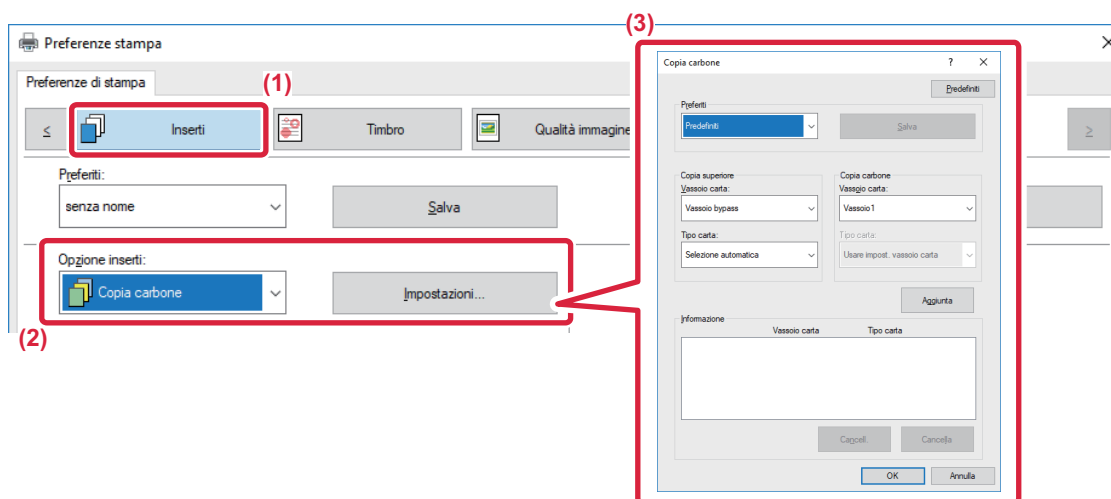 (3)
Preferenze stampa
Preferenze di stampa
(1)
<
Inserti
Timbro
Qualità immagine
>
Preferiti:
senza nome
Salva
Opzione inserti:
Copia carbone
Impostazioni...
(2)
Copia carbone
?
Predefiniti
Preferiti
Predefiniti
Salva
Copia superiore
Vassoio carta:
Vassoio bypass
Tipo carta:
Selezione automatica
Copia carbone
Vassoio carta:
Vassoio1
Tipo carta:
Usare impost. vassoio carta
Aggiunta
Informazione
Vassoio carta Tipo carta
Cancell. Cancella
OK Annulla